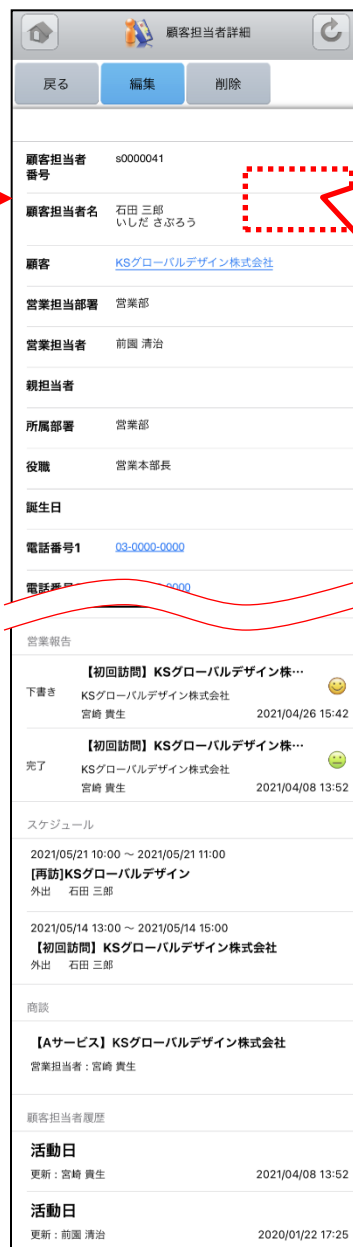 顧客担当者詳細
戻る 編集 削除
顧客担当者 s0000041
番号
顧客担当者名 石田 三郎
いしだ さぶろう
顧客 KSグローバルデザイン株式会社
営業担当部署 営業部
営業担当者 前園 清治
親担当者
所属部署 営業部
役職 営業本部長
誕生日
電話番号1 03-0000-0000
営業報告
【初回訪問】KSグローバルデザイン株…
下書き KSグローバルデザイン株式会社
宮崎 貴生 2021/04/26 15:42
【初回訪問】KSグローバルデザイン株…
完了 KSグローバルデザイン株式会社
宮崎 貴生 2021/04/08 13:52
スケジュール
2021/05/21 10:00 ～ 2021/05/21 11:00
[再訪]KSグローバルデザイン
外出 石田 三郎
2021/05/14 13:00 ～ 2021/05/14 15:00
【初回訪問】KSグローバルデザイン株式会社
外出 石田 三郎
商談
【Aサービス】KSグローバルデザイン株式会社
営業担当者 : 宮崎 貴生
顧客担当者履歴
活動日
更新 : 宮崎 貴生 2021/04/08 13:52
活動日
更新 : 前園 清治 2020/01/22 17:25